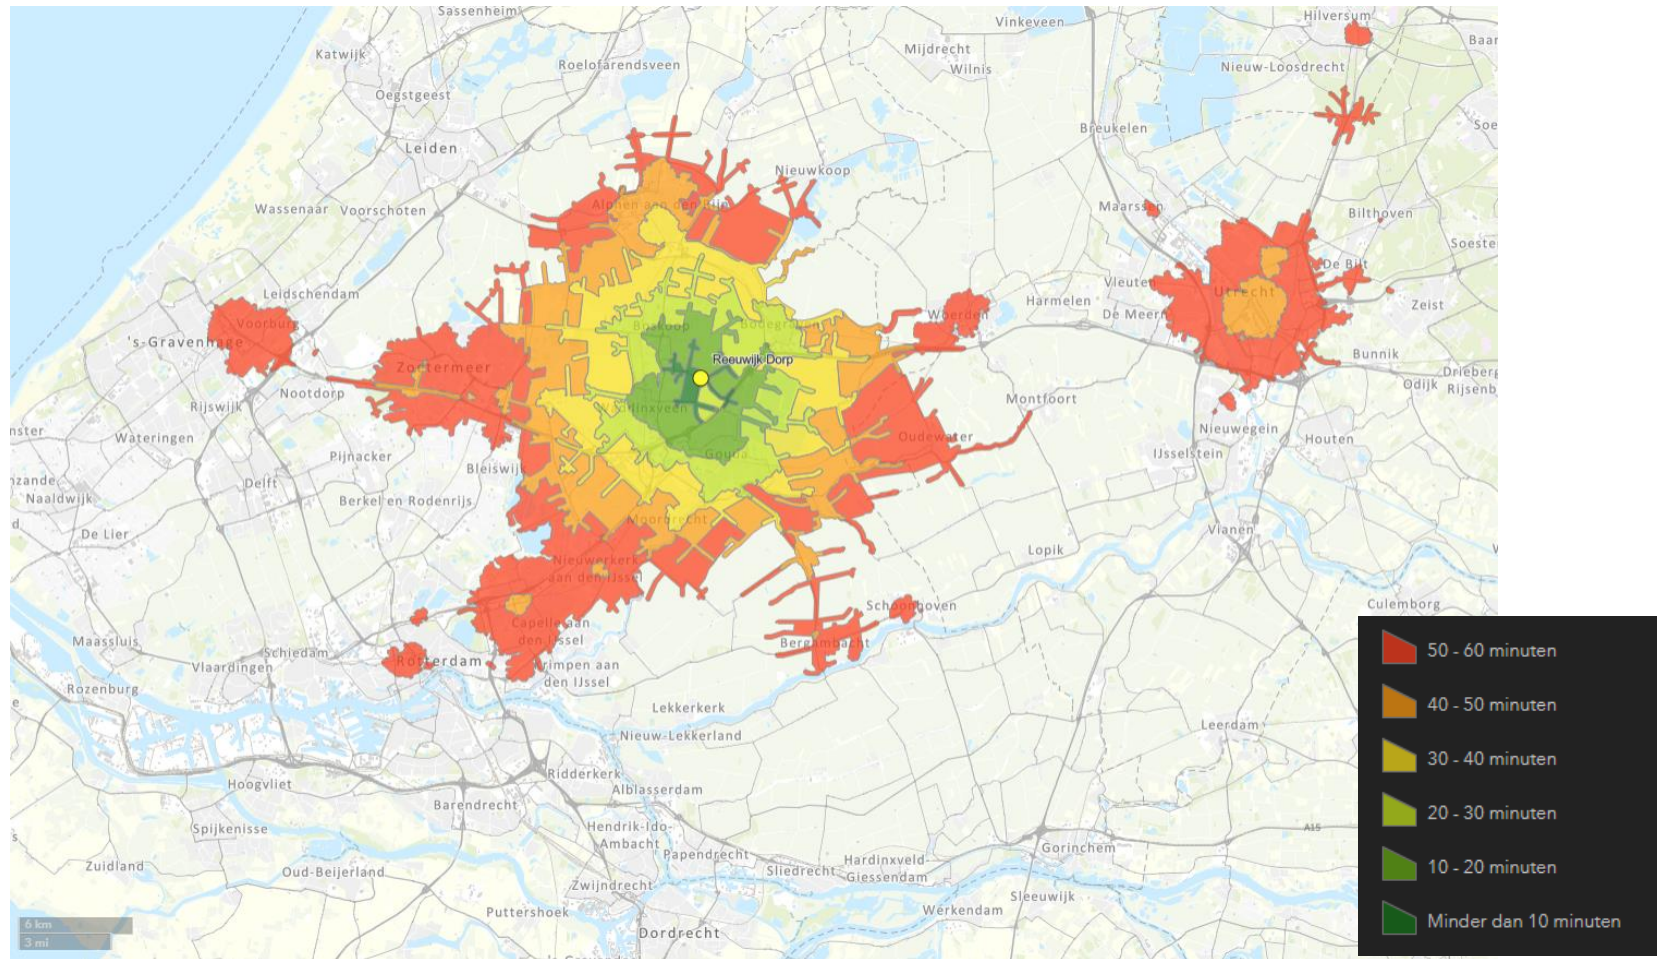 Sassenheim
Vinkeveen
Hilversum
Baar
Katwijk
Roelofarendsveen
Mijdrecht
Wilnis
Nieuw-Loosdrecht
Oegstgeest
Soe
Breukelen
Leiden
Nieuwkoop
Alphen aan den Rijn
Wassenaar
Voorschoten
Maarssen
Bilthoven
Soeste
De Bilt
Vleuten
Leidschendam
Utrecht
Harmelen
Zeist
Woerden
De Meern
Voorburg
Boskoop
Bodegraven
's-Gravenhage
Reeuwijk Dorp
Bunnik
Zoetermeer
Drieberg
Rijsenb
Odijk
Nootdorp
Rijswijk
Montfoort
Waddinxveen
nster
Wateringen
Nieuwegein
Oudewater
Houten
Pijnacker
Gouda
IJsselstein
Bleiswijk
nzande
Delft
Naaldwijk
Berkel en Rodenrijs
Moordrecht
d
De Lier
Vianen
Lopik
Nieuwerkerk
aan den IJssel
Culemborg
Schoonhoven
Capelle aan
den IJssel
Maassluis
Bergambacht
Schiedam
Rotterdam
Vlaardingen
Krimpen aan
den IJssel
Rozenburg
e
Lekkerkerk
Leerdam
Nieuw-Lekkerland
Ridderkerk
Hoogvliet
Alblasserdam
Barendrecht
Spijkenisse
Hendrik-Ido-
Ambacht
A15
s
Papendrecht
Gorinchem
Zuidland
Hardinxveld-
Giessendam
Oud-Beijerland
Sliedrecht
Zwijndrecht
Sleeuwijk
Puttershoek
Werkendam
Dordrecht
6 km
3 mi
50 - 60 minuten
40 - 50 minuten
30 - 40 minuten
20 - 30 minuten
10 - 20 minuten
Minder dan 10 minuten